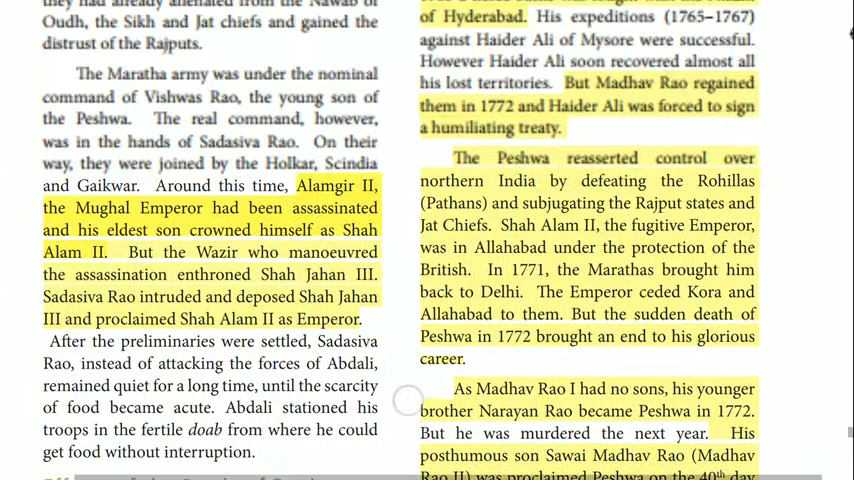 they had already alienated from the Nawab of
Oudh, the Sikh and Jat chiefs and gained the
distrust of the Rajputs.
The Maratha army was under the nominal
command of Vishwas Rao, the young son of
the Peshwa. The real command, however,
was in the hands of Sadasiva Rao. On their
way, they were joined by the Holkar, Scindia
and Gaikwar. Around this time, Alamgir II,
the Mughal Emperor had been assassinated
and his eldest son crowned himself as Shah
Alam II. But the Wazir who manoeuvred
the assassination enthroned Shah Jahan III.
Sadasiva Rao intruded and deposed Shah Jahan
III and proclaimed Shah Alam II as Emperor.
After the preliminaries were settled, Sadasiva
Rao, instead of attacking the forces of Abdali,
remained quiet for a long time, until the scarcity
of food became acute. Abdali stationed his
troops in the fertile doab from where he could
get food without interruption.
of Hyderabad. His expeditions (1765–1767)
against Haider Ali of Mysore were successful.
However Haider Ali soon recovered almost all
his lost territories. But Madhav Rao regained
them in 1772 and Haider Ali was forced to sign
a humiliating treaty.
The Peshwa reasserted control over
northern India by defeating the Rohillas
(Pathans) and subjugating the Rajput states and
Jat Chiefs. Shah Alam II, the fugitive Emperor,
was in Allahabad under the protection of the
British. In 1771, the Marathas brought him
back to Delhi. The Emperor ceded Kora and
Allahabad to them. But the sudden death of
Peshwa in 1772 brought an end to his glorious
career.
As Madhav Rao I had no sons, his younger
brother Narayan Rao became Peshwa in 1772.
But he was murdered the next year. His
posthumous son Sawai Madhav Rao (Madhav
Rao II) was proclaimed Peshwa on the 40th day